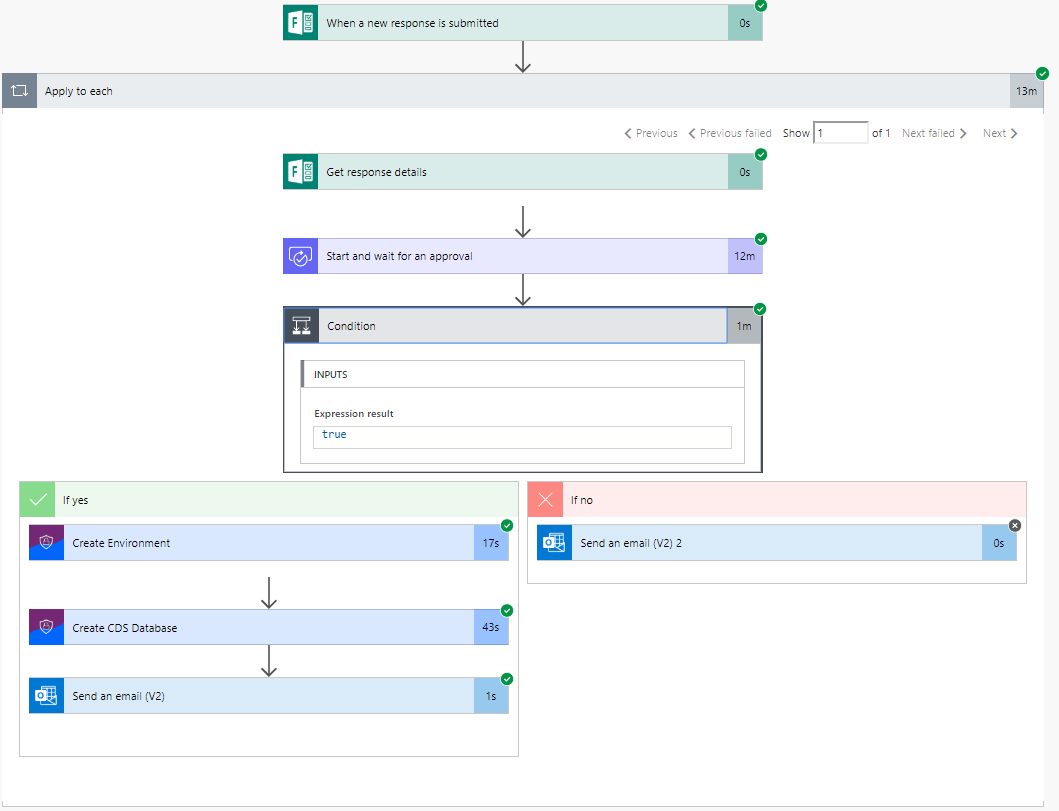 When a new response is submitted 0s
Apply to each 13m
Previous Previous failed Show 1 of 1 Next failed Next
Get response details 0s
Start and wait for an approval 12m
Condition 1m
INPUTS
Expression result
true
If yes
Create Environment 17s
Create CDS Database 43s
Send an email (V2) 1s
If no
Send an email (V2) 2 0s